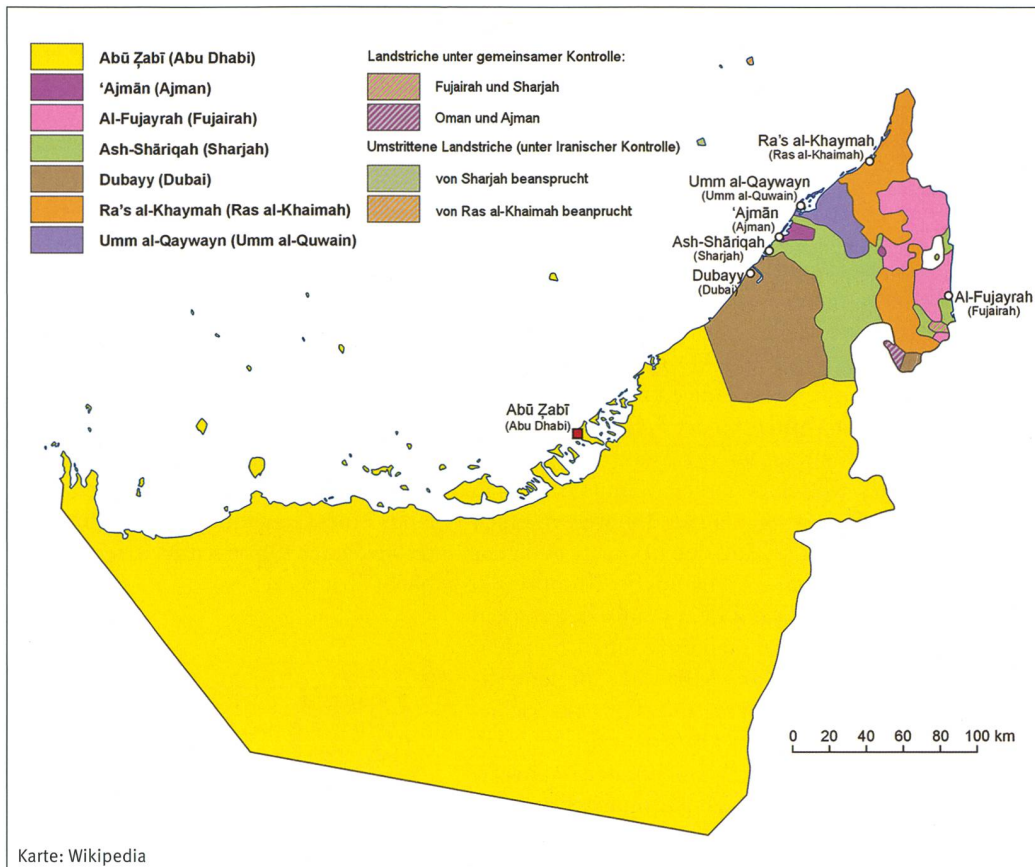 Abū Ẓabī (Abu Dhabi)
‘Ajmān (Ajman)
Al-Fujayrah (Fujairah)
Ash-Shāriqah (Sharjah)
Dubayy (Dubai)
Ra's al-Khaymah (Ras al-Khaimah)
Umm al-Qaywayn (Umm al-Quwain)
Landstriche unter gemeinsamer Kontrolle:
Fujairah und Sharjah
Oman und Ajman
Umstrittene Landstriche (unter Iranischer Kontrolle)
von Sharjah beansprucht
von Ras al-Khaimah beanprucht
Ra's al-Khaymah
(Ras al-Khaimah)
Umm al-Qaywayn
(Umm al-Quwain)
‘Ajmān
(Ajman)
Ash-Shāriqah
(Sharjah)
Dubayy
(Dubai)
Al-Fujayrah
(Fujairah)
Abū Ẓabī
(Abu Dhabi)
0 20 40 60 80 100 km
Karte: Wikipedia